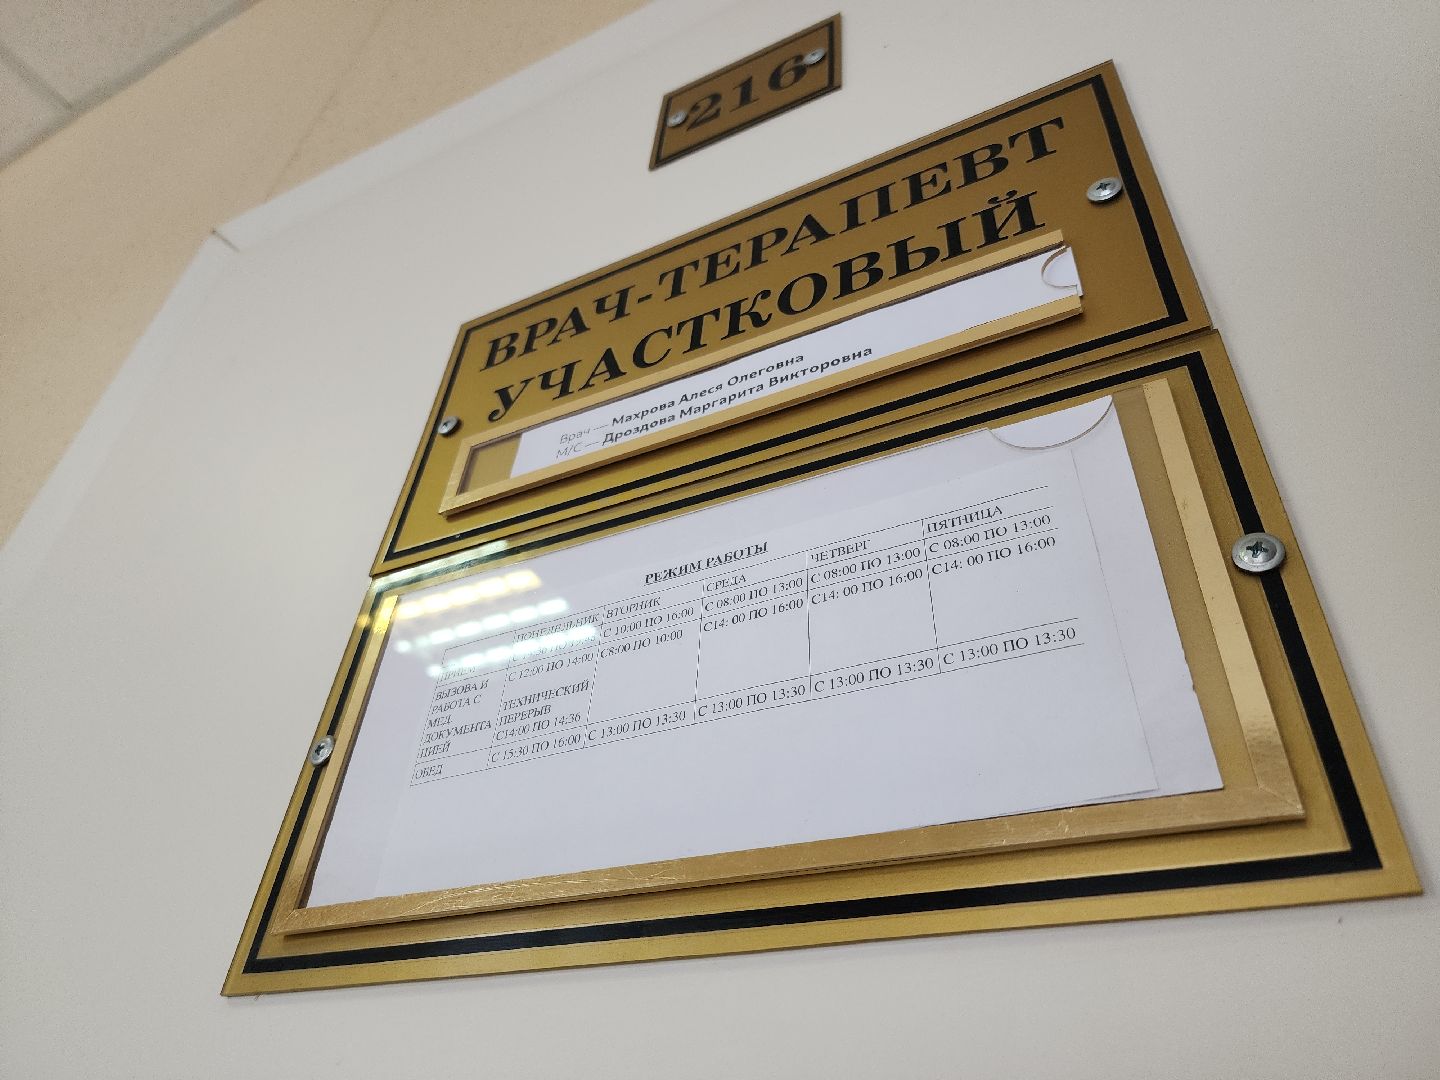 216
ВРАЧ-ТЕРАПЕВТ
УЧАСТКОВЫЙ
Врач — Махрова Алеся Олеговна
М/С — Дроздова Маргарита Викторовна
РЕЖИМ РАБОТЫ
ПОНЕДЕЛЬНИК ВТОРНИК СРЕДА ЧЕТВЕРГ ПЯТНИЦА
ПРИЕМ С 10:00 ПО 16:00 С 08:00 ПО 13:00 С 08:00 ПО 13:00 С 08:00 ПО 13:00
ВЫЗОВА И С 12:00 ПО 14:00 С8:00 ПО 10:00 С14: 00 ПО 16:00 С14: 00 ПО 16:00 С14: 00 ПО 16:00
РАБОТА С
МЕД. ТЕХНИЧЕСКИЙ
ДОКУМЕНТА ПЕРЕРЫВ
ЦИЕЙ С14:00 ПО 14:36
ОБЕД С 15:30 ПО 16:00 С 13:00 ПО 13:30 С 13:00 ПО 13:30 С 13:00 ПО 13:30 С 13:00 ПО 13:30